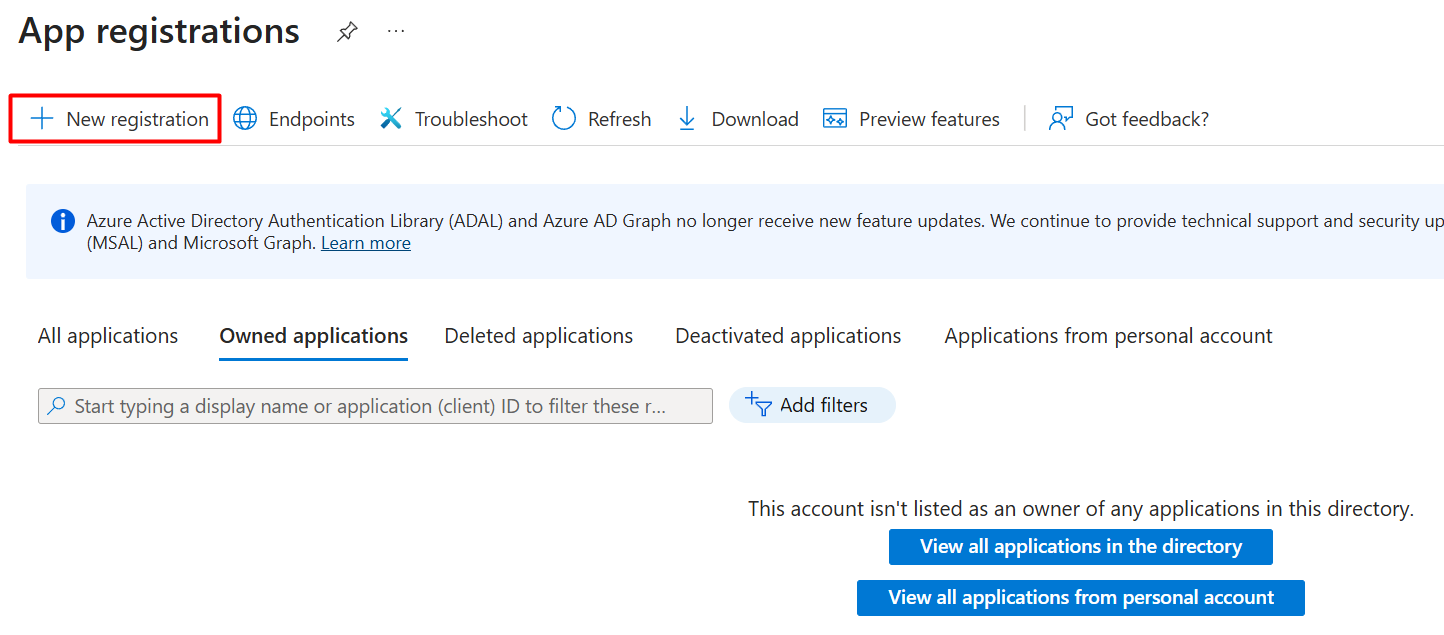 App registrations
New registration Endpoints Troubleshoot Refresh Download Preview features Got feedback?
Azure Active Directory Authentication Library (ADAL) and Azure AD Graph no longer receive new feature updates. We continue to provide technical support and security up
(MSAL) and Microsoft Graph. Learn more
All applications Owned applications Deleted applications Deactivated applications Applications from personal account
Start typing a display name or application (client) ID to filter these r... Add filters
This account isn't listed as an owner of any applications in this directory.
View all applications in the directory
View all applications from personal account